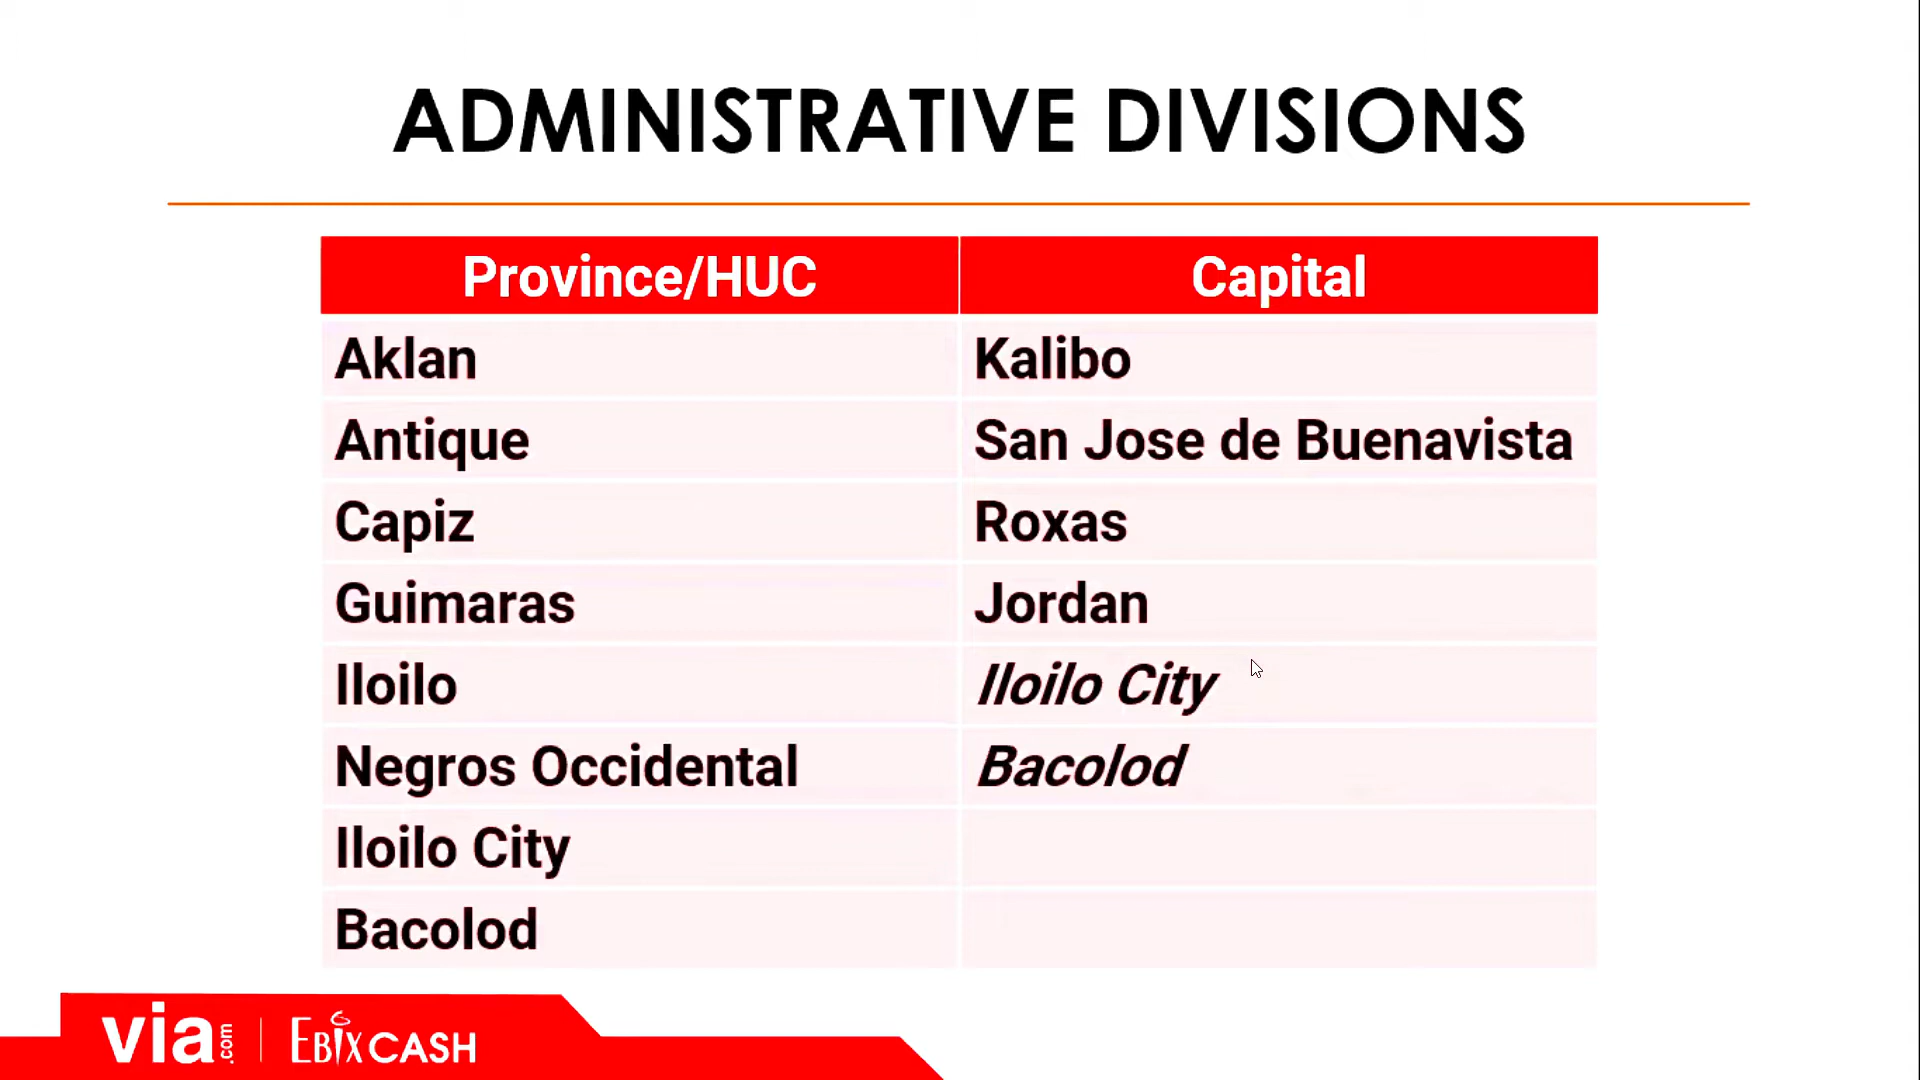 ADMINISTRATIVE DIVISIONS
Province/HUC Capital
Aklan Kalibo
Antique San Jose de Buenavista
Capiz Roxas
Guimaras Jordan
Iloilo Iloilo City
Negros Occidental Bacolod
Iloilo City
Bacolod
via.com EBIXCASH